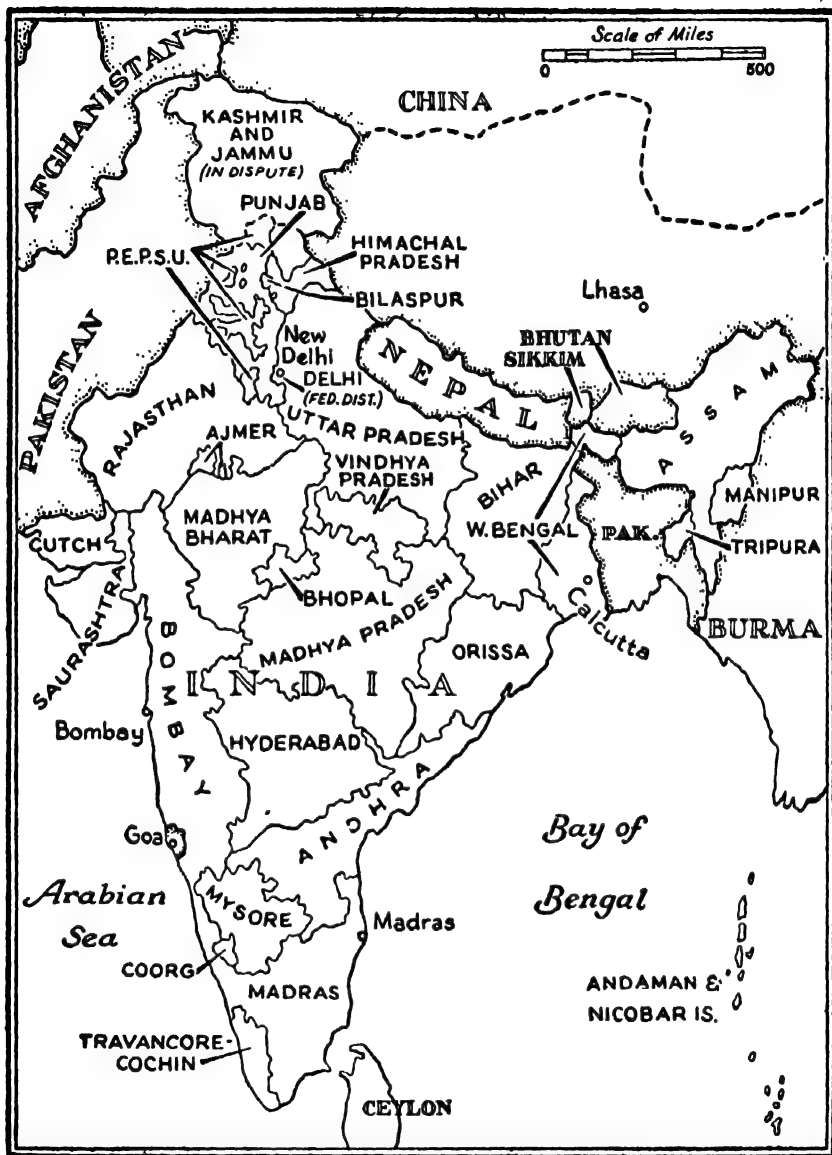 Scale of Miles
0 500
AFGHANISTAN
CHINA
KASHMIR
AND
JAMMU
(IN DISPUTE)
PUNJAB
P.E.P.S.U.
HIMACHAL
PRADESH
BILASPUR
Lhasa
PAKISTAN
New
Delhi
DELHI
(FED. DIST.)
NEPAL
BHUTAN
SIKKIM
ASSAM
RAJASTHAN
UTTAR PRADESH
AJMER
VINDHYA
PRADESH
BIHAR
MANIPUR
MADHYA
BHARAT
W. BENGAL
PAK.
TRIPURA
CUTCH
BHOPAL
Calcutta
SAURASHTRA
MADHYA PRADESH
BURMA
ORISSA
BOMBAY
INDIA
Bombay
HYDERABAD
ANDHRA
Goa
Bay of
Bengal
Arabian
Sea
MYSORE
Madras
COORG
MADRAS
ANDAMAN &
NICOBAR IS.
TRAVANCORE-
COCHIN
CEYLON